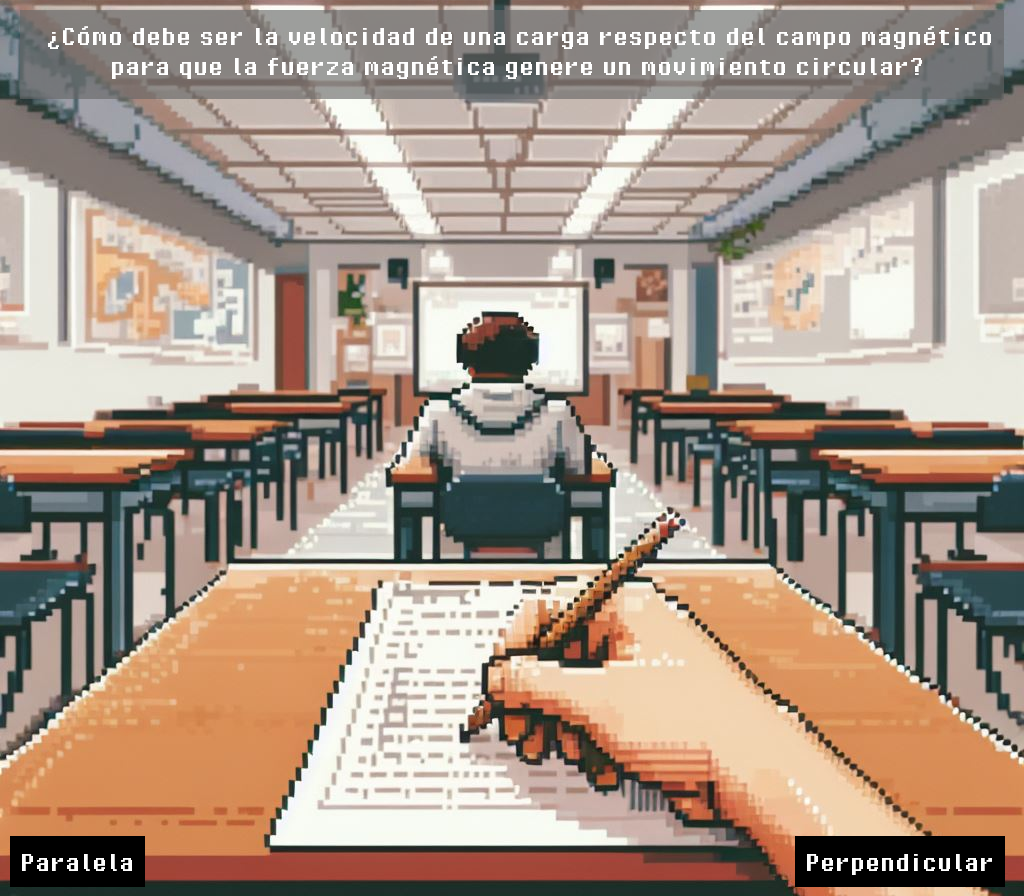 ¿Cómo debe ser la velocidad de una carga respecto del campo magnético
para que la fuerza magnética genere un movimiento circular?
Paralela
Perpendicular